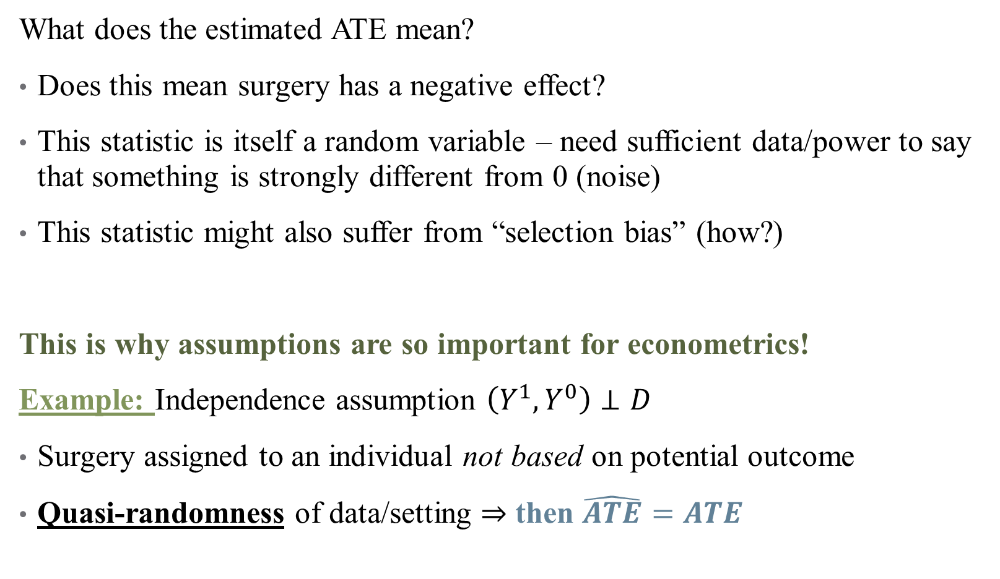 What does the estimated ATE mean?
• Does this mean surgery has a negative effect?
• This statistic is itself a random variable – need sufficient data/power to say
that something is strongly different from 0 (noise)
• This statistic might also suffer from “selection bias” (how?)
This is why assumptions are so important for econometrics!
Example: Independence assumption (Y¹, Y⁰) ⊥ D
• Surgery assigned to an individual not based on potential outcome
• Quasi-randomness of data/setting ⇒ then \widehat{ATE} = ATE